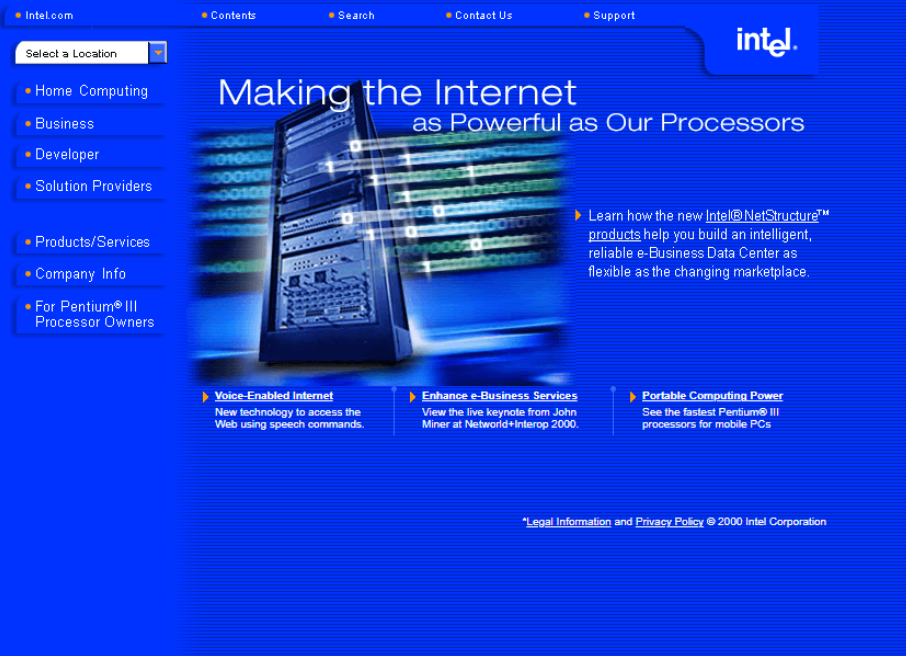 Intel.com
Contents
Search
Contact Us
Support
intel.
Select a Location
Home Computing
Business
Developer
Solution Providers
Products/Services
Company Info
For Pentium® III
Processor Owners
Making the Internet
as Powerful as Our Processors
Learn how the new Intel® NetStructure™
products help you build an intelligent,
reliable e-Business Data Center as
flexible as the changing marketplace.
Voice-Enabled Internet
New technology to access the
Web using speech commands.
Enhance e-Business Services
View the live keynote from John
Miner at Networld+Interop 2000.
Portable Computing Power
See the fastest Pentium® III
processors for mobile PCs
*Legal Information and Privacy Policy © 2000 Intel Corporation